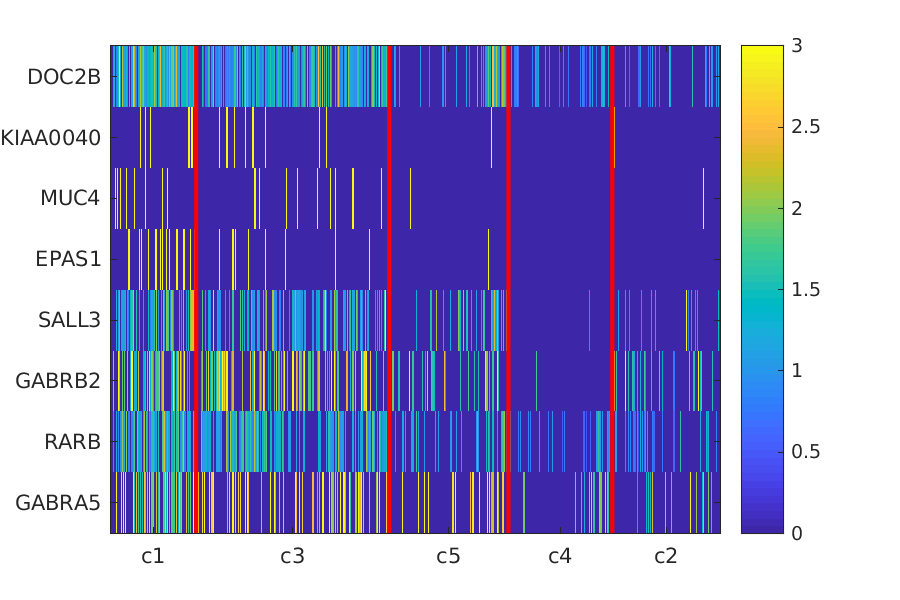 DOC2B
KIAA0040
MUC4
EPAS1
SALL3
GABRB2
RARB
GABRA5
c1 c3 c5 c4 c2
3
2.5
2
1.5
1
0.5
0